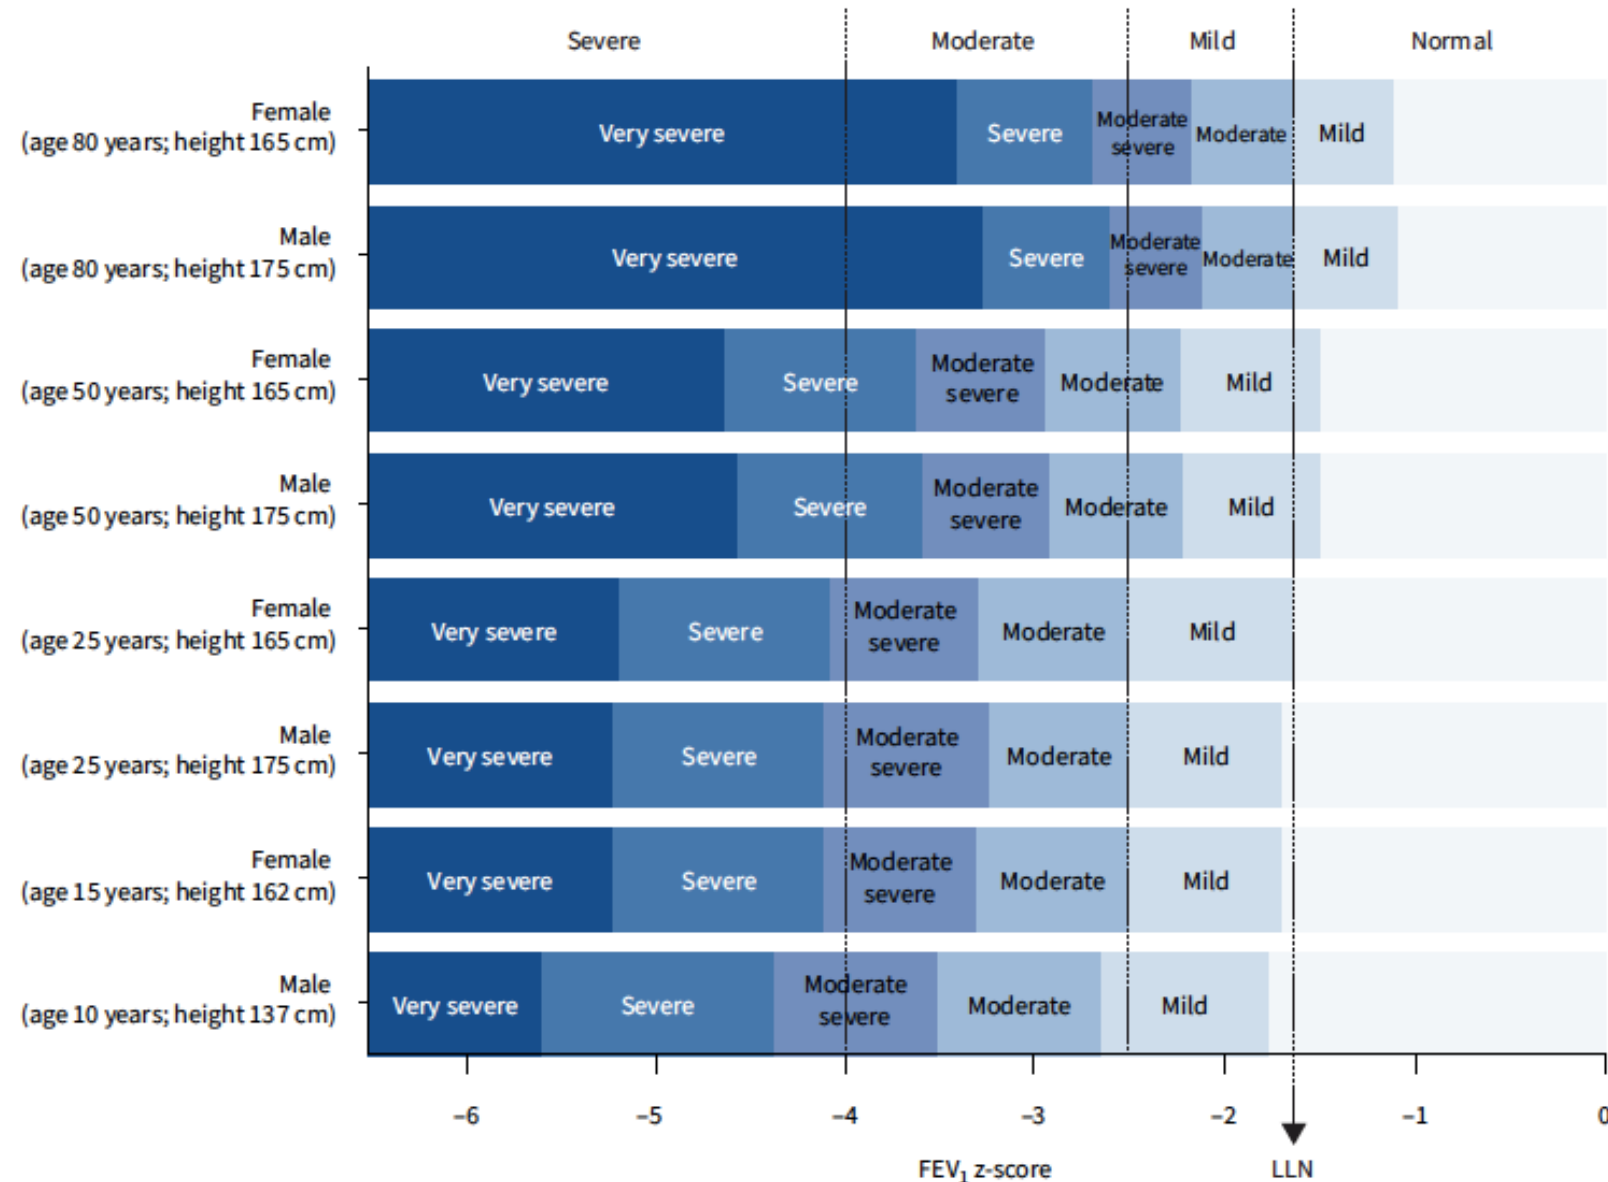 Severe Moderate Mild Normal
Female
(age 80 years; height 165 cm)
Very severe
Severe
Moderate
severe
Moderate
Mild
Male
(age 80 years; height 175 cm)
Very severe
Severe
Moderate
severe
Moderate
Mild
Female
(age 50 years; height 165 cm)
Very severe
Severe
Moderate
severe
Moderate
Mild
Male
(age 50 years; height 175 cm)
Very severe
Severe
Moderate
severe
Moderate
Mild
Female
(age 25 years; height 165 cm)
Very severe
Severe
Moderate
severe
Moderate
Mild
Male
(age 25 years; height 175 cm)
Very severe
Severe
Moderate
severe
Moderate
Mild
Female
(age 15 years; height 162 cm)
Very severe
Severe
Moderate
severe
Moderate
Mild
Male
(age 10 years; height 137 cm)
Very severe
Severe
Moderate
severe
Moderate
Mild
–6 –5 –4 –3 –2 –1 0
FEV₁ z-score LLN